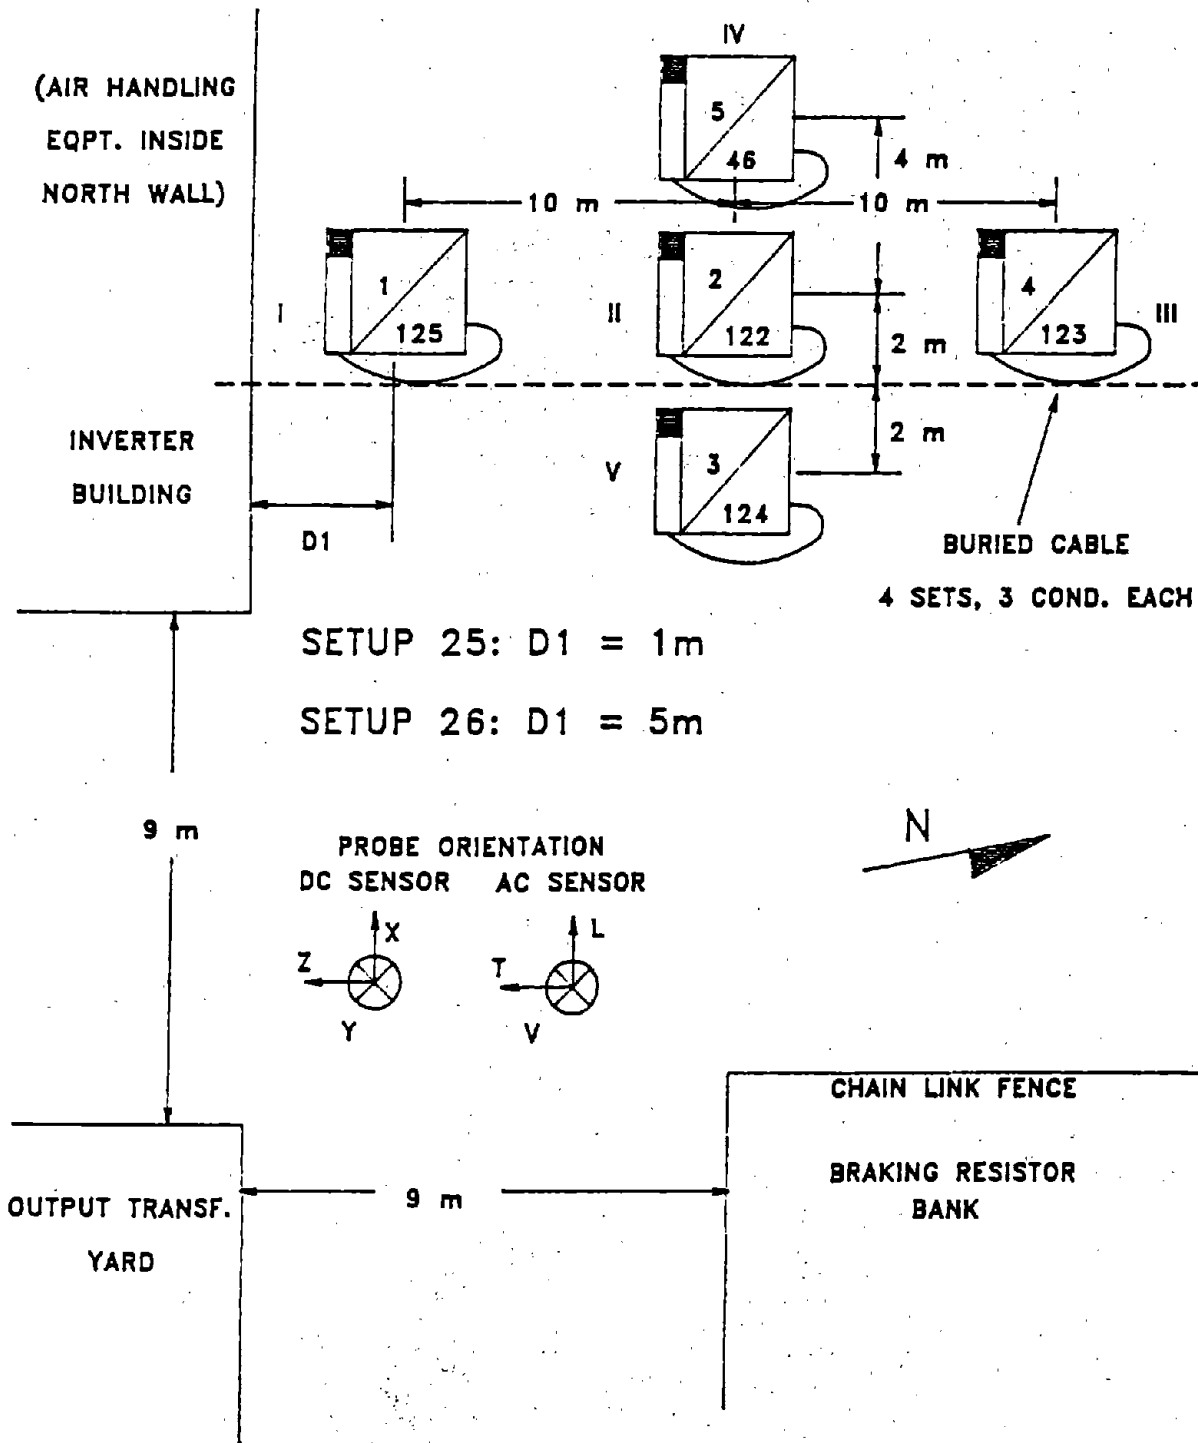 IV
(AIR HANDLING
EQPT. INSIDE
NORTH WALL)
5
46
4 m
10 m
10 m
1
125
I
2
122
II
4
123
III
2 m
2 m
INVERTER
BUILDING
D1
V
3
124
BURIED CABLE
4 SETS, 3 COND. EACH
SETUP 25: D1 = 1m
SETUP 26: D1 = 5m
9 m
N
PROBE ORIENTATION
DC SENSOR AC SENSOR
X
Z
Y
L
T
V
CHAIN LINK FENCE
BRAKING RESISTOR
BANK
9 m
OUTPUT TRANSF.
YARD